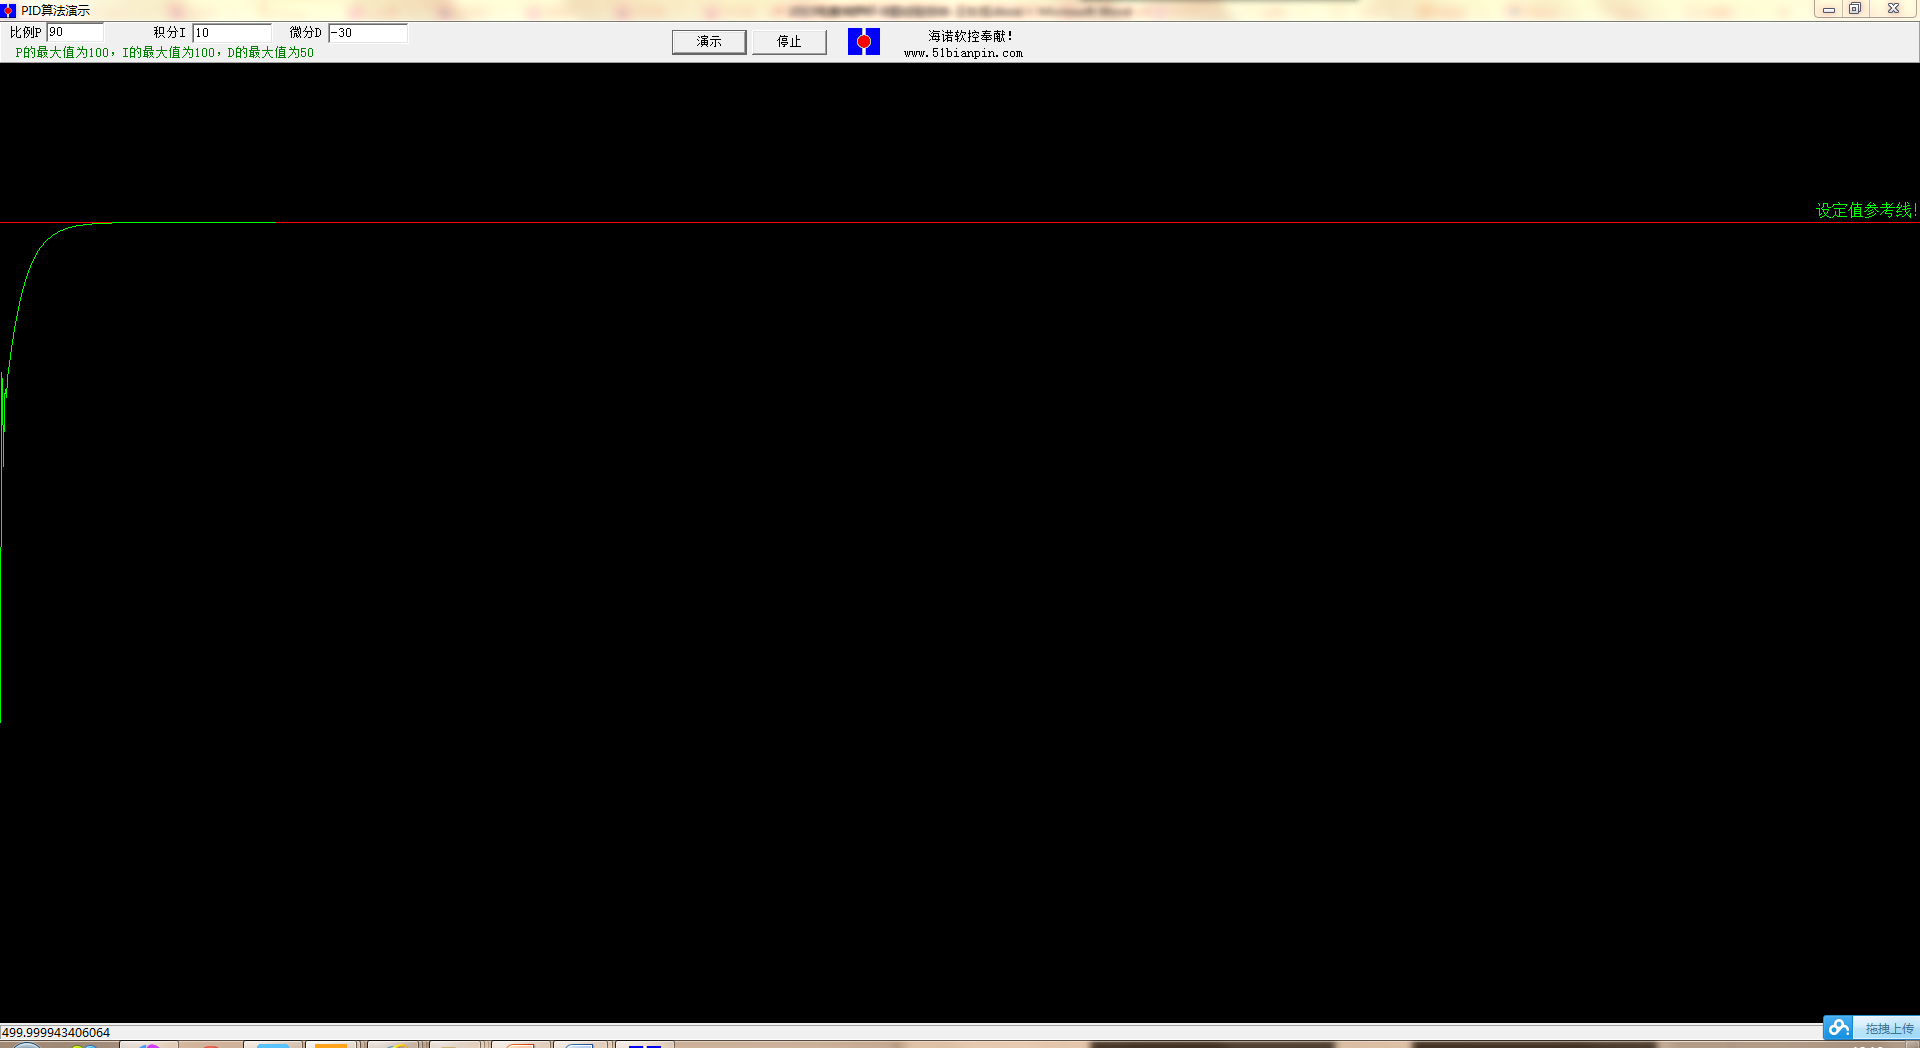 PID算法演示
比例P 90 积分I 10 微分D -30
P的最大值为100，I的最大值为100，D的最大值为50
演示 停止
海诺软控奉献！
www.51bianpin.com
设定值参考线!
499.999943406064
拖拽上传